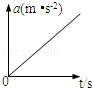 a(m •s⁻²)
0
t/s